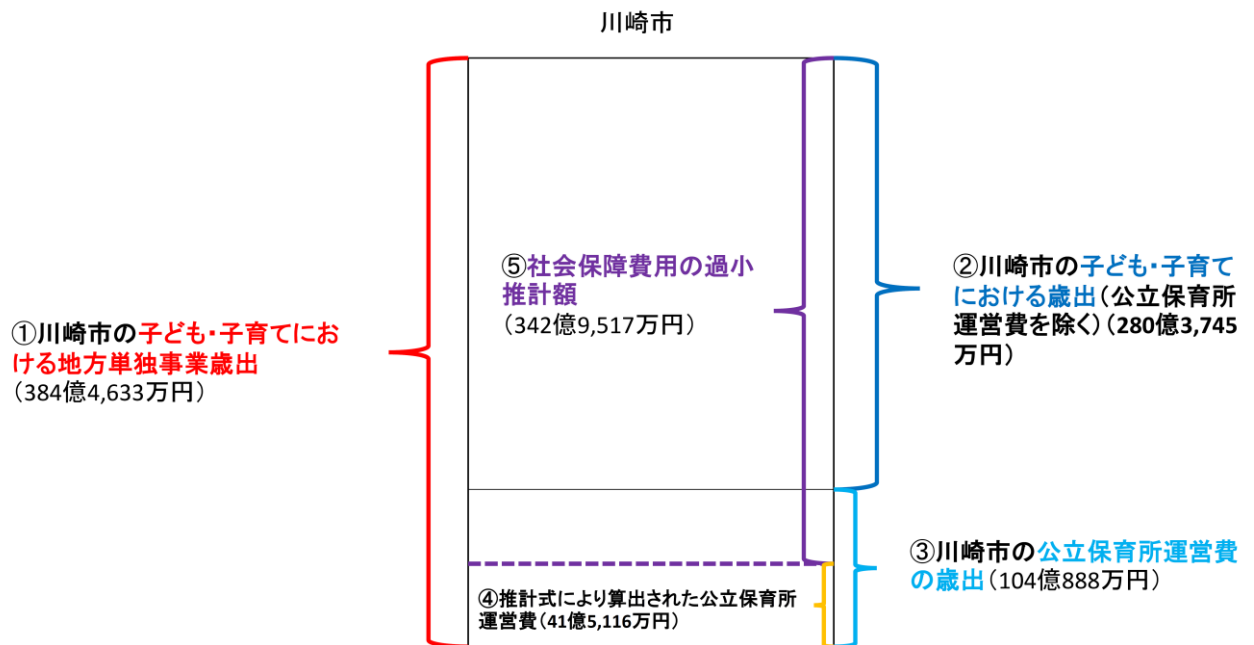 川崎市
①川崎市の子ども・子育てにお
ける地方単独事業歳出
（384億4,633万円）
⑤社会保障費用の過小
推計額
（342億9,517万円）
②川崎市の子ども・子育て
における歳出（公立保育所
運営費を除く）（280億3,745
万円）
③川崎市の公立保育所運営費
の歳出（104億888万円）
④推計式により算出された公立保育所
運営費（41億5,116万円）